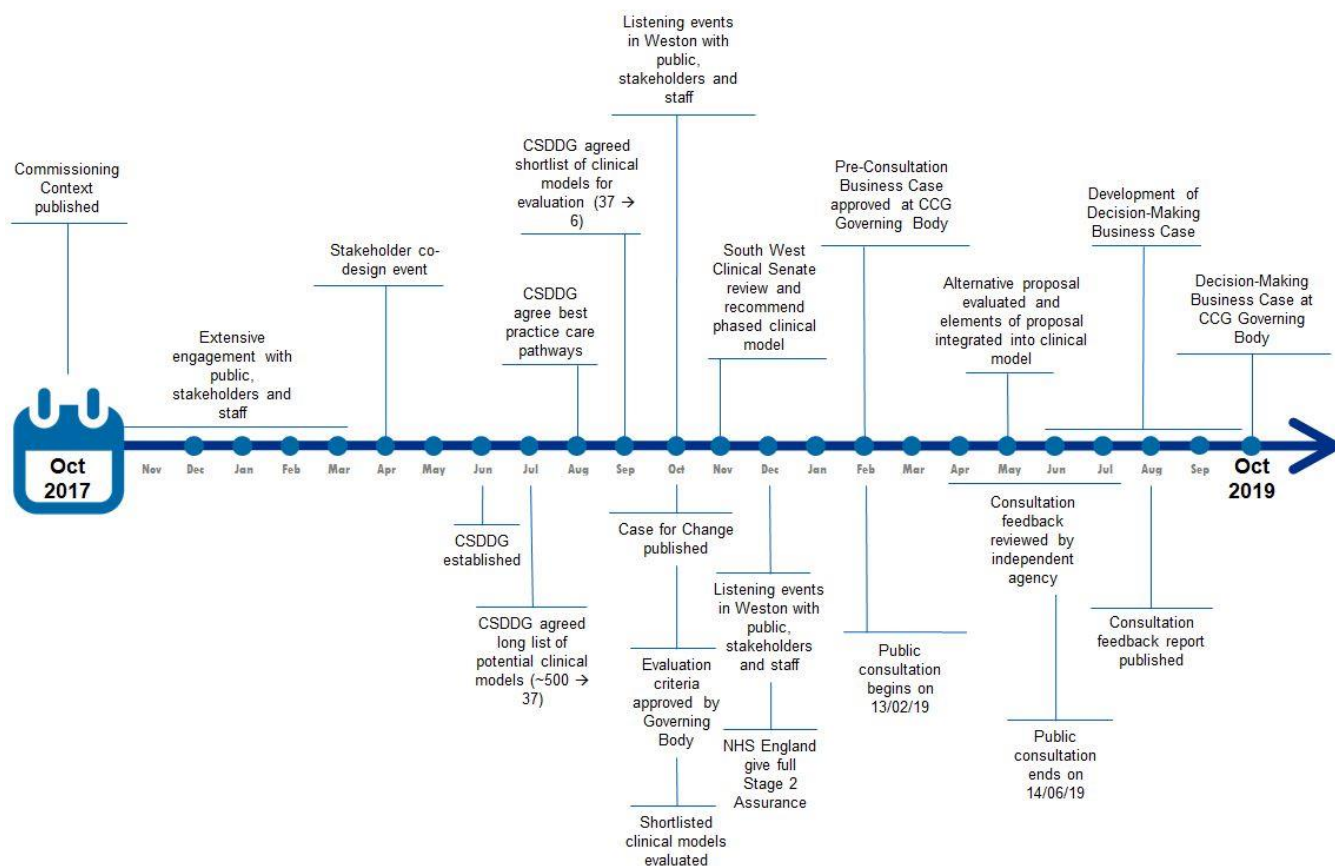 Listening events
in Weston with
public,
stakeholders and
staff
CSDDG agreed
shortlist of clinical
models for
evaluation (37 →
6)
Commissioning
Context
published
Pre-Consultation
Business Case
approved at CCG
Governing Body
Development of
Decision-Making
Business Case
Stakeholder co-
design event
CSDDG
agree best
practice care
pathways
South West
Clinical Senate
review and
recommend
phased clinical
model
Alternative proposal
evaluated and
elements of proposal
integrated into clinical
model
Decision-Making
Business Case at
CCG Governing
Body
Extensive
engagement with
public,
stakeholders and
staff
Oct
2017
Nov Dec Jan Feb Mar Apr May Jun Jul Aug Sep Oct Nov Dec Jan Feb Mar Apr May Jun Jul Aug Sep
Oct
2019
CSDDG
established
CSDDG agreed
long list of
potential clinical
models (~500 →
37)
Case for Change
published
Evaluation
criteria
approved by
Governing
Body
Shortlisted
clinical models
evaluated
Listening events
in Weston with
public,
stakeholders
and staff
NHS England
give full
Stage 2
Assurance
Public
consultation
begins on
13/02/19
Consultation
feedback
reviewed by
independent
agency
Public
consultation
ends on
14/06/19
Consultation
feedback report
published